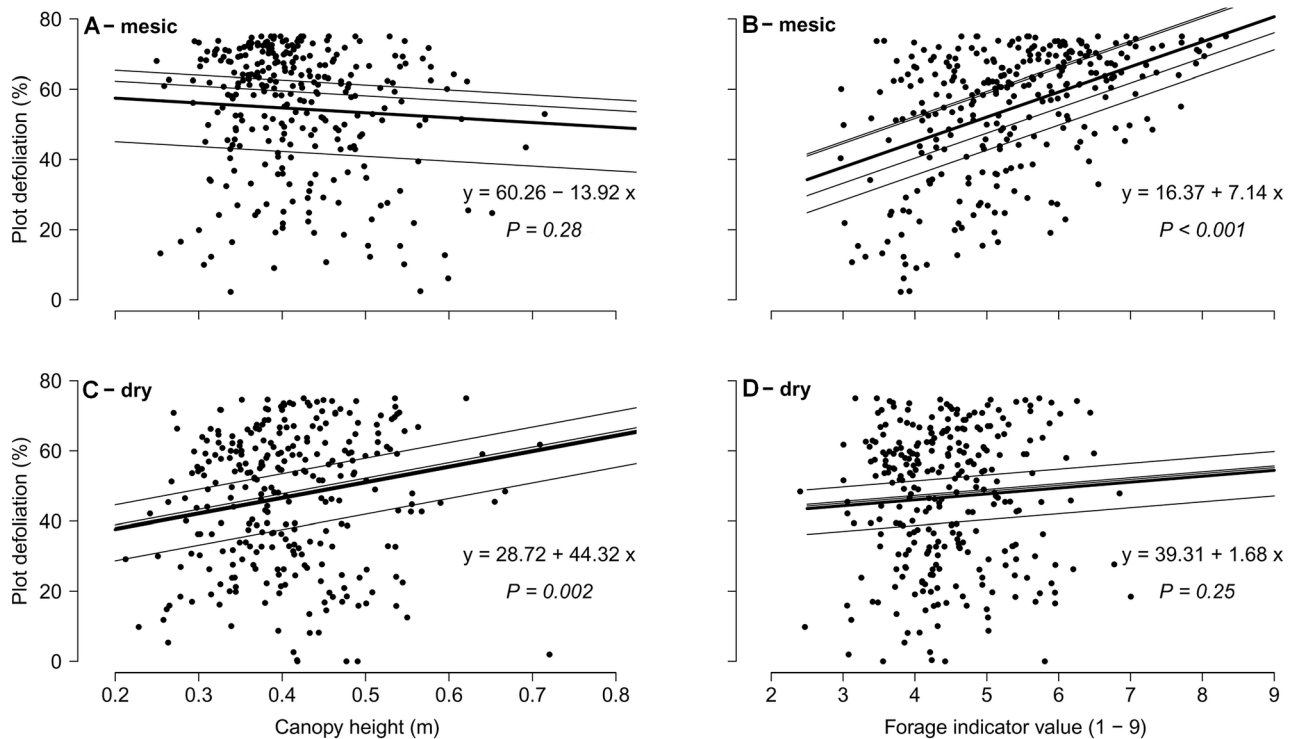 A – mesic
B – mesic
80
60
40
20
0
Plot defoliation (%)
y = 60.26 − 13.92 x
P = 0.28
y = 16.37 + 7.14 x
P < 0.001
C – dry
D – dry
80
60
40
20
0
Plot defoliation (%)
y = 28.72 + 44.32 x
P = 0.002
y = 39.31 + 1.68 x
P = 0.25
0.2 0.3 0.4 0.5 0.6 0.7 0.8
2 3 4 5 6 7 8 9
Canopy height (m)
Forage indicator value (1 − 9)